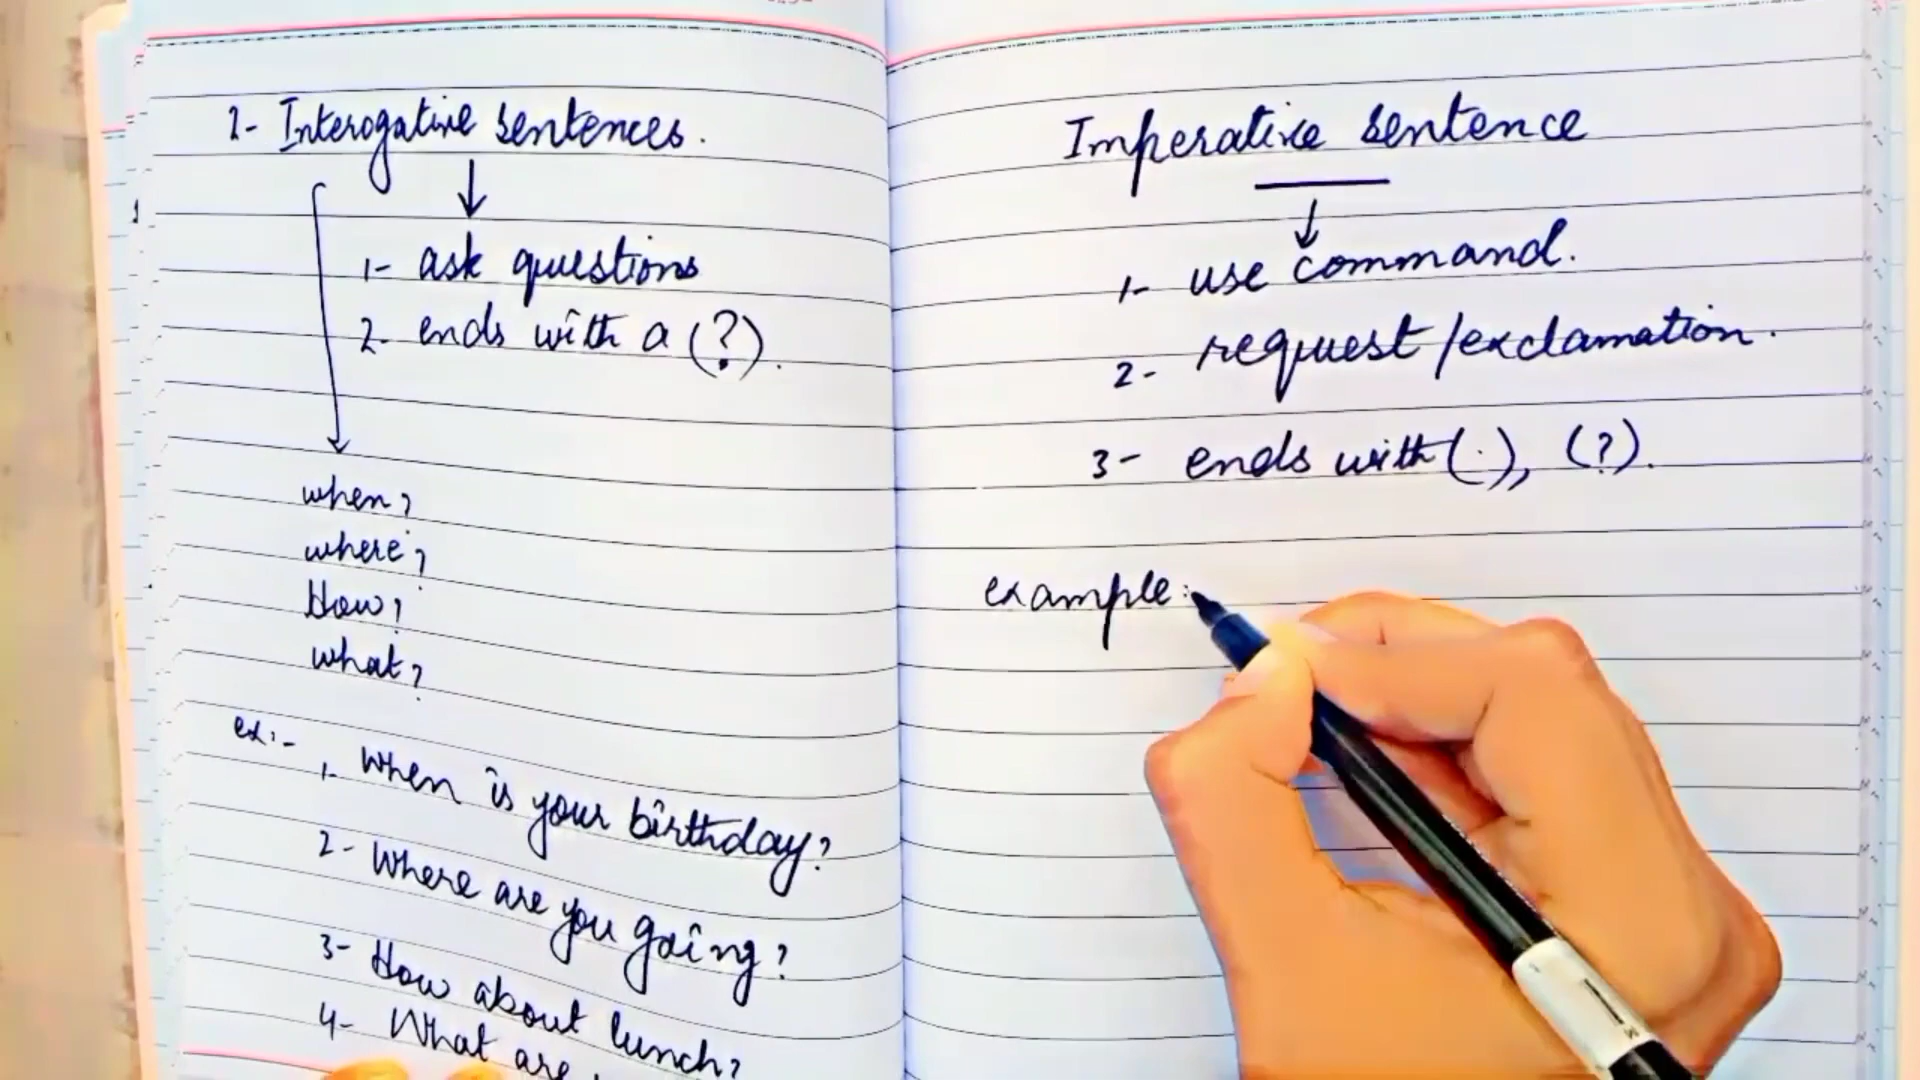 1- Interogative sentences.
1- ask questions
2- ends with a (?).
when?
where?
How?
what?
ex:-
1- When is your birthday?
2- Where are you going?
3- How about lunch?
4- What are
Imperative sentence
1- use command.
2- request/exclamation.
3- ends with (.), (?).
example: